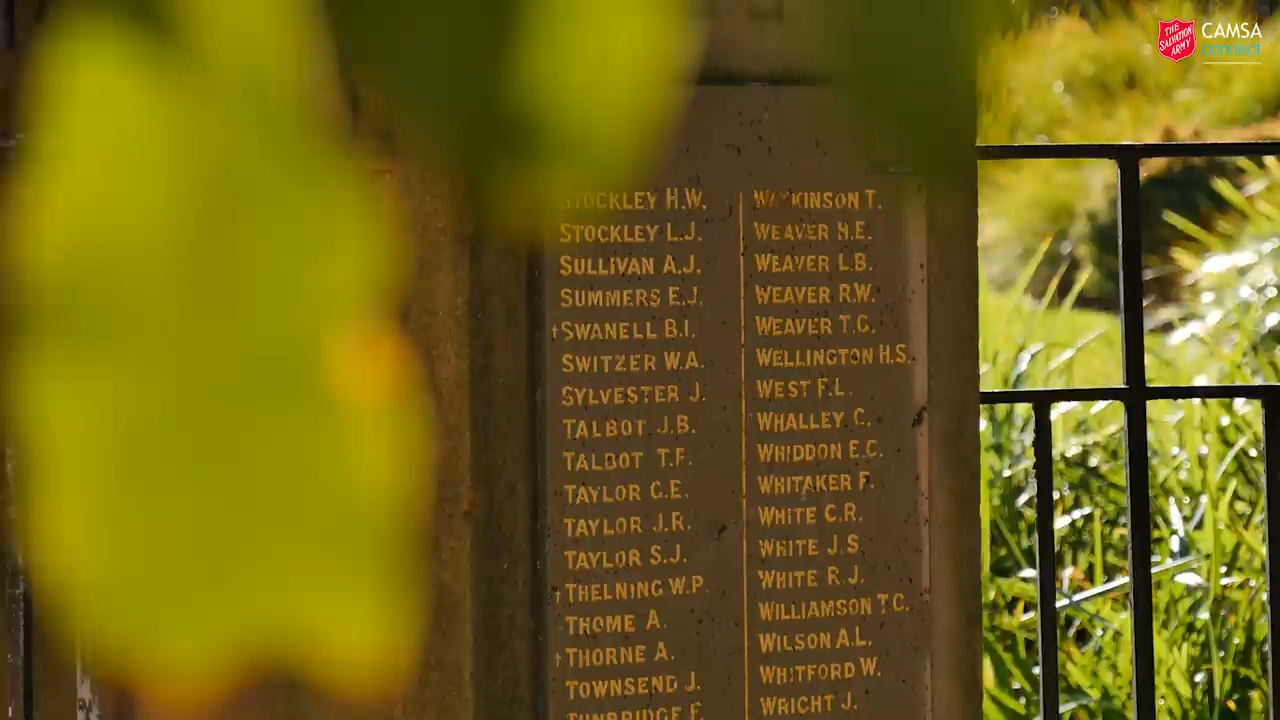 THE SALVATION ARMY
CAMSA
connect
STOCKLEY H.W.
STOCKLEY L.J.
SULLIVAN A.J.
SUMMERS E.J.
†SWANELL B.I.
SWITZER W.A.
SYLVESTER J.
TALBOT J.B.
TALBOT T.F.
TAYLOR C.E.
TAYLOR J.R.
TAYLOR S.J.
†THELNING W.P.
THOME A.
†THORNE A.
TOWNSEND J.
TUNBRIDGE F.
WATKINSON T.
WEAVER H.E.
WEAVER L.B.
WEAVER R.W.
WEAVER T.C.
WELLINGTON H.S.
WEST F.L.
WHALLEY C.
WHIDDON E.C.
WHITAKER F.
WHITE C.R.
WHITE J.S.
WHITE R.J.
WILLIAMSON T.C.
WILSON A.L.
WHITFORD W.
WRIGHT J.